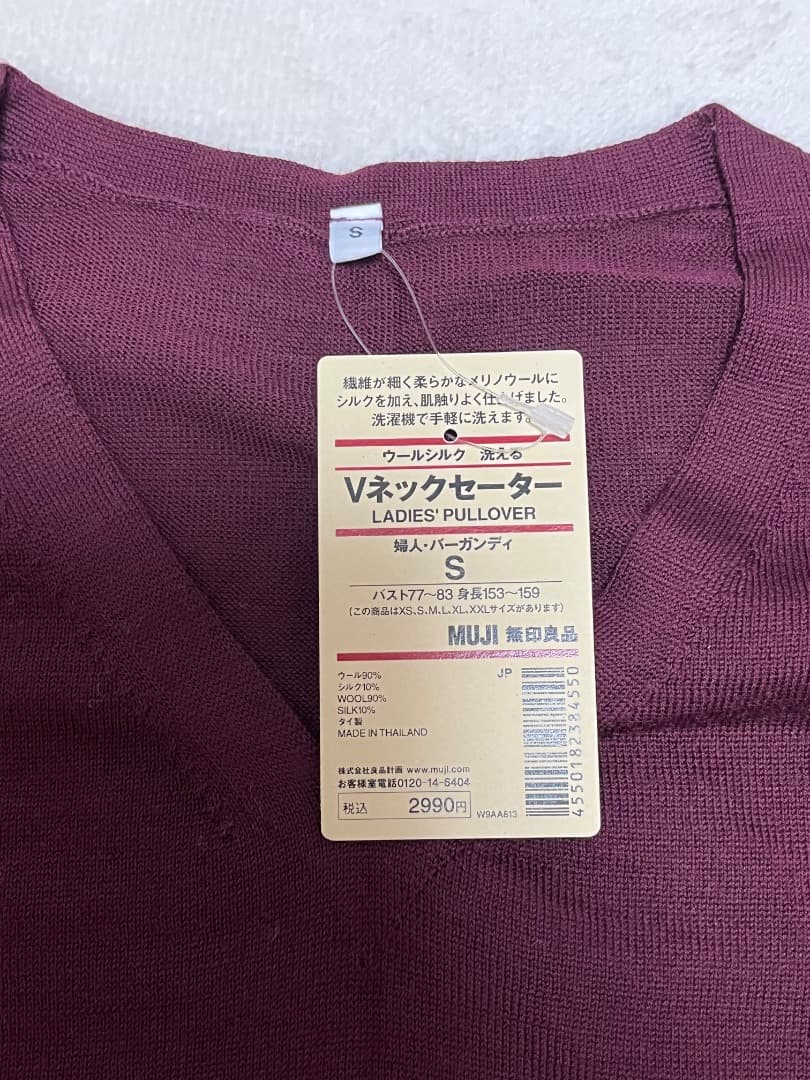 S
繊維が細く柔らかなメリノウールに
シルクを加え、肌触りよく仕上げました。
洗濯機で手軽に洗えます。
ウールシルク 洗える
Vネックセーター
LADIES' PULLOVER
婦人・バーガンディ
S
バスト77〜83 身長153〜159
(この商品はXS、S、M、L、XL、XXLサイズがあります)
MUJI 無印良品
ウール90%
シルク10%
WOOL90%
SILK10%
タイ製
MADE IN THAILAND
JP
4550182384550
株式会社良品計画 www.muji.com
お客様室電話0120-14-6404
税込 2990円
W9AA813